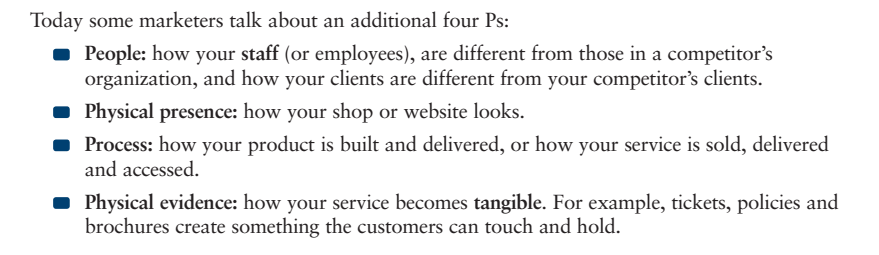 Today some marketers talk about an additional four Ps:
People: how your staff (or employees), are different from those in a competitor's
organization, and how your clients are different from your competitor's clients.
Physical presence: how your shop or website looks.
Process: how your product is built and delivered, or how your service is sold, delivered
and accessed.
Physical evidence: how your service becomes tangible. For example, tickets, policies and
brochures create something the customers can touch and hold.